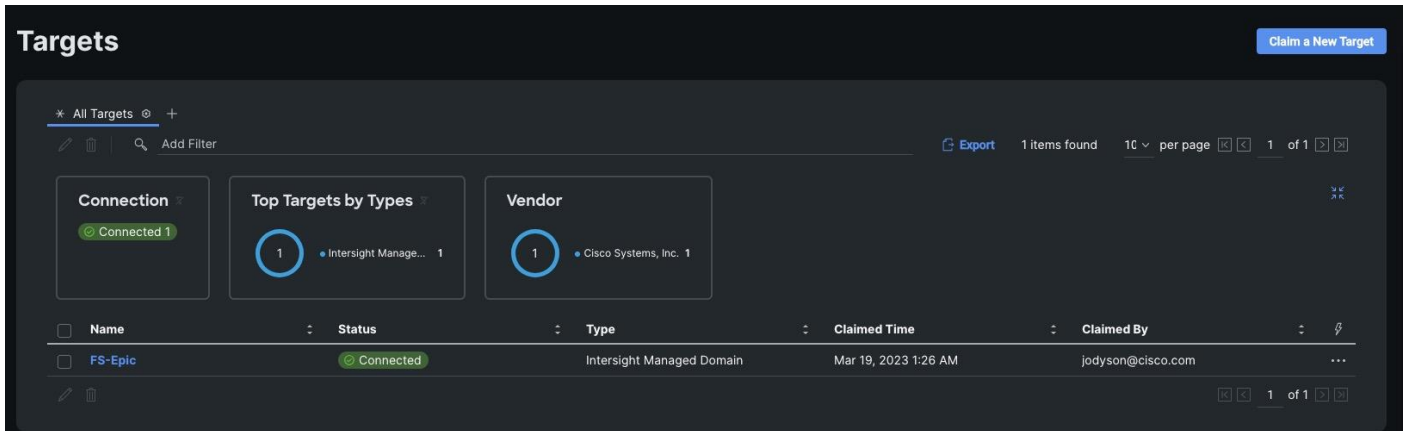 Targets
Claim a New Target
All Targets
Add Filter
Export
1 items found
10 per page
1 of 1
Connection
Connected 1
Top Targets by Types
1
Intersight Manage... 1
Vendor
1
Cisco Systems, Inc. 1
Name Status Type Claimed Time Claimed By
FS-Epic Connected Intersight Managed Domain Mar 19, 2023 1:26 AM jodyson@cisco.com ...
1 of 1